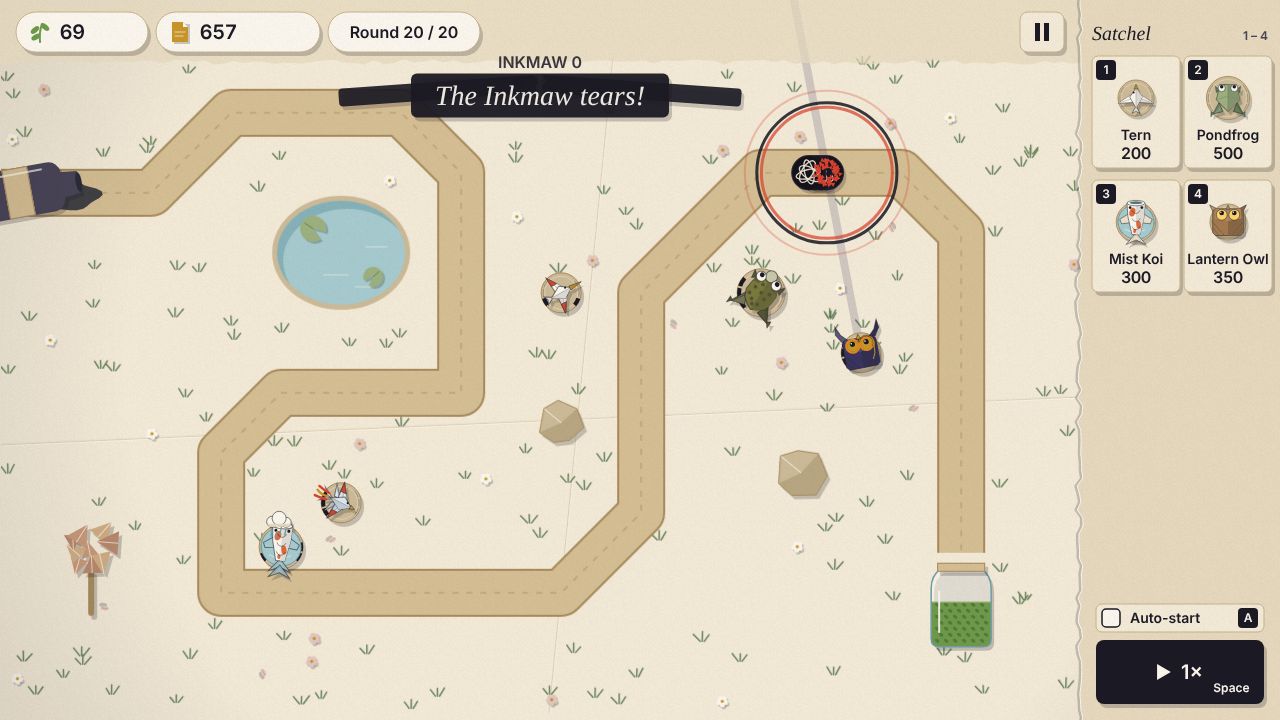 69
657
Round 20 / 20
INKMAW 0
The Inkmaw tears!
Satchel
1–4
1
Tern
200
2
Pondfrog
500
3
Mist Koi
300
4
Lantern Owl
350
Auto-start
A
1×
Space